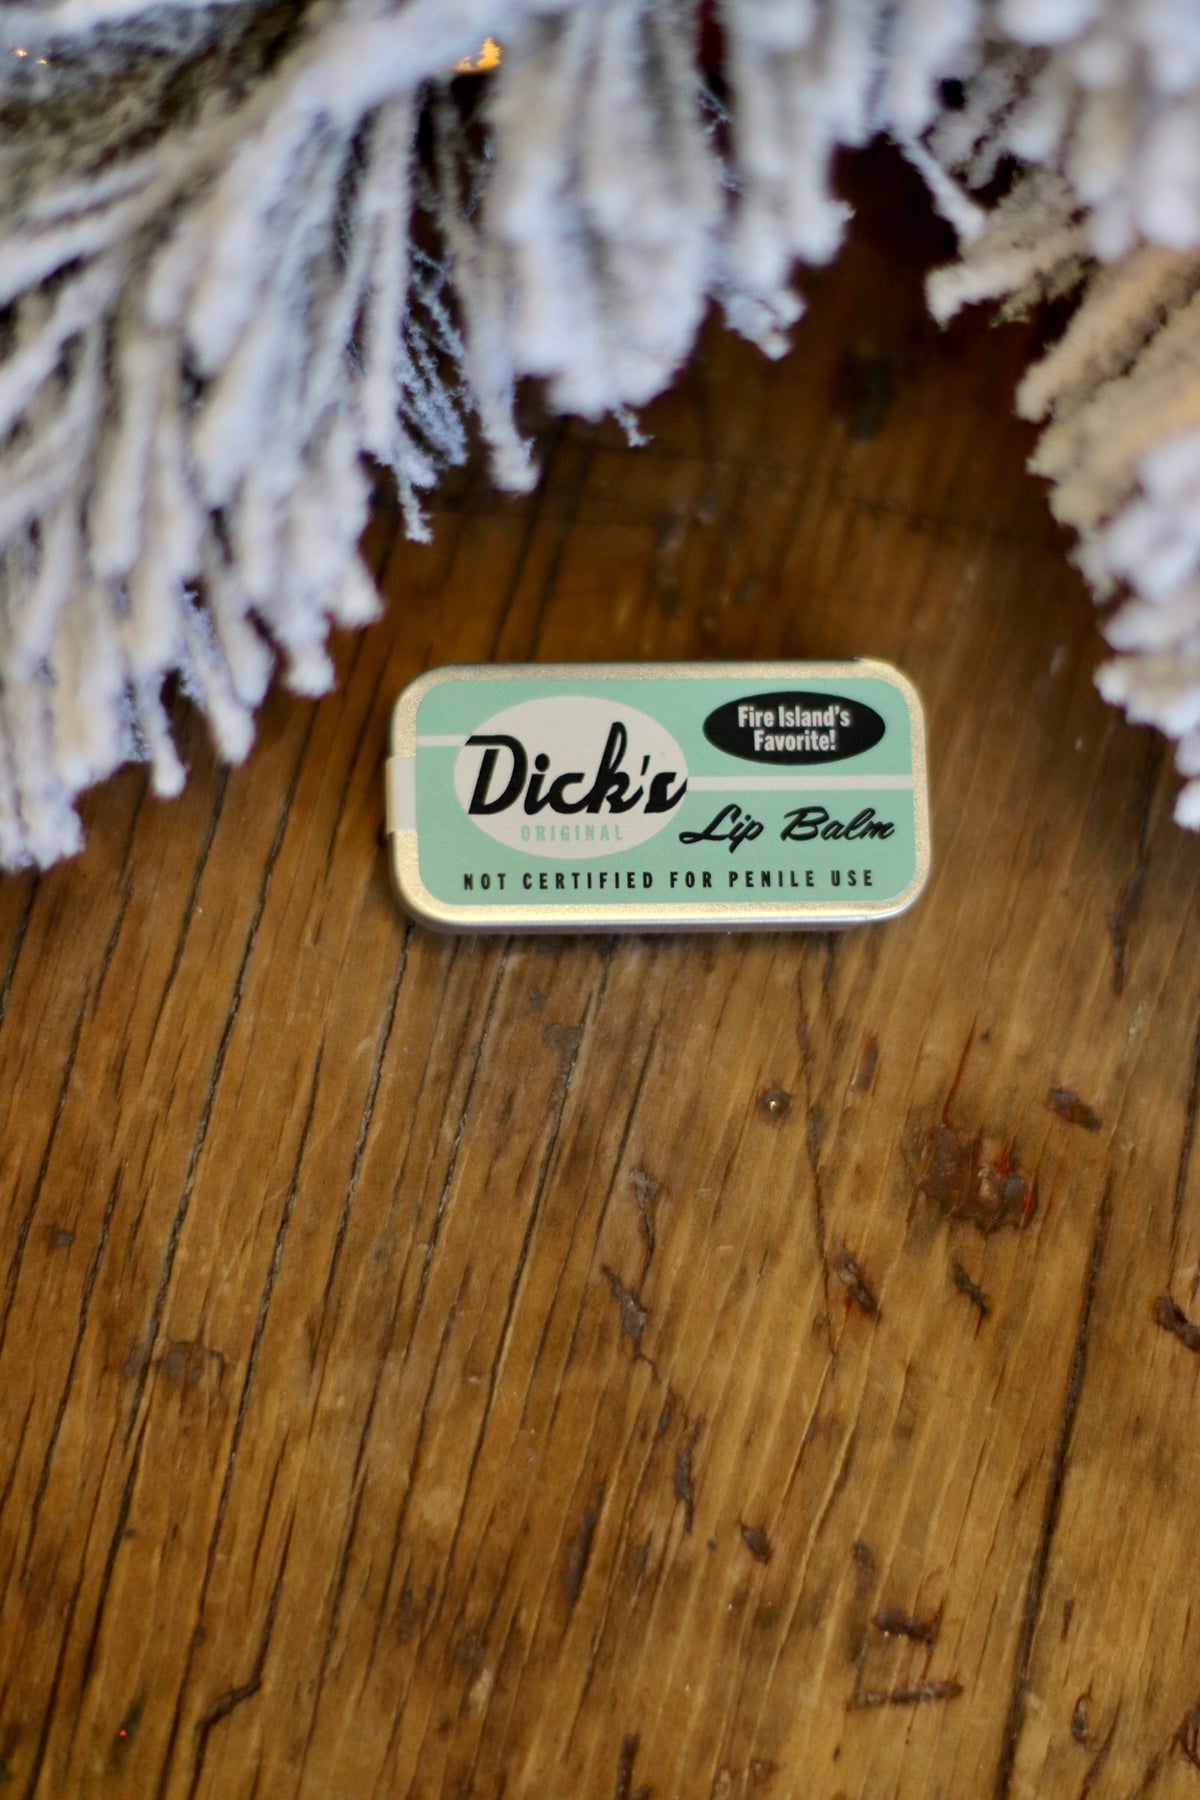 Fire Island's
Favorite!
Dick's
ORIGINAL
Lip Balm
NOT CERTIFIED FOR PENILE USE